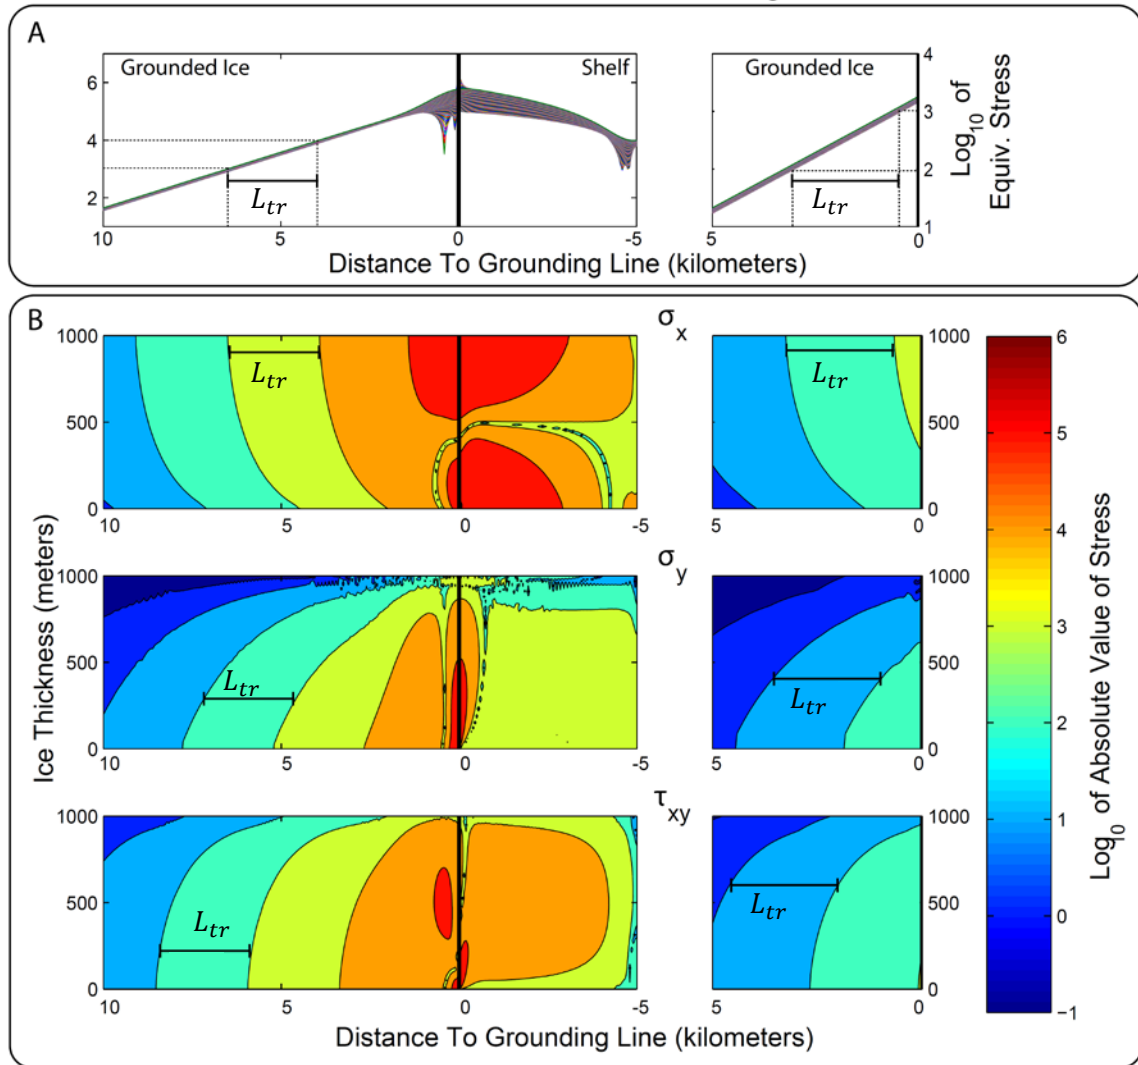 A
Grounded Ice
Shelf
Grounded Ice
6
4
2
4
3
2
1
L_tr
L_tr
10
5
0
-5
5
0
Log10 of
Equiv. Stress
Distance To Grounding Line (kilometers)
B
σx
1000
500
0
L_tr
L_tr
1000
500
0
10
5
0
-5
5
0
σy
1000
500
0
L_tr
L_tr
1000
500
0
10
5
0
-5
5
0
τxy
1000
500
0
L_tr
L_tr
1000
500
0
10
5
0
-5
5
0
Ice Thickness (meters)
Distance To Grounding Line (kilometers)
6
5
4
3
2
1
0
−1
Log10 of Absolute Value of Stress